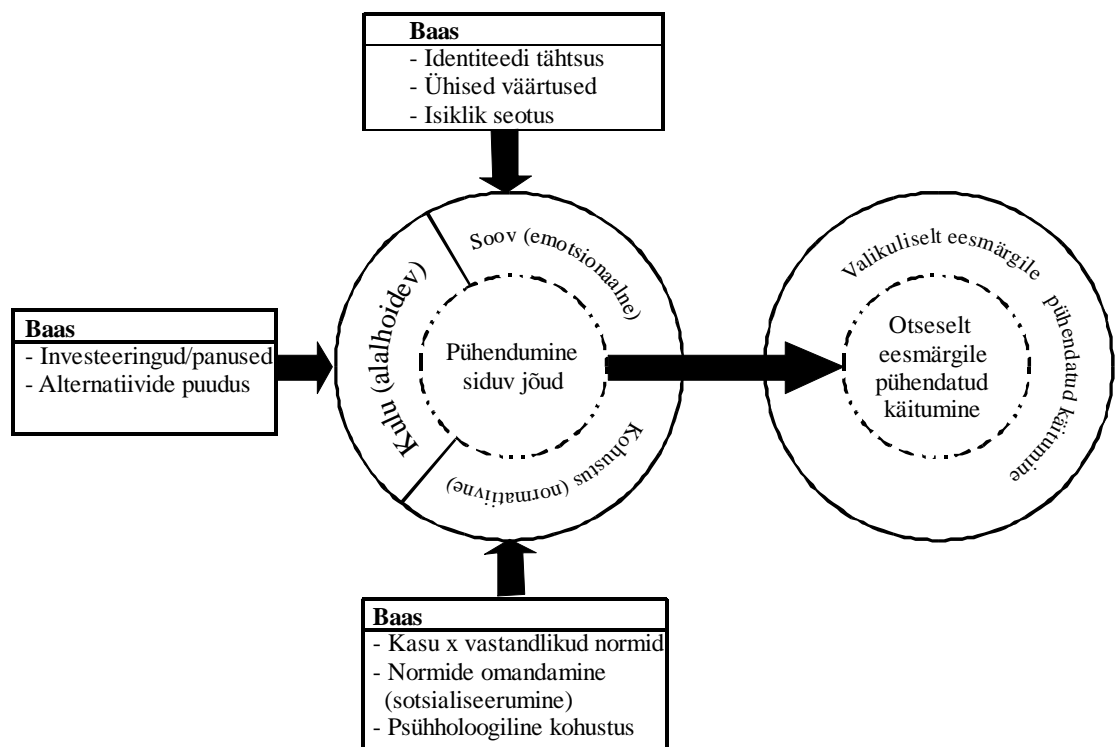 Baas
- Identiteedi tähtsus
- Ühised väärtused
- Isiklik seotus
Baas
- Investeeringud/panused
- Alternatiivide puudus
Kulu (alalhoidev)
Soov (emotsionaalne)
Pühendumine
siduv jõud
Kohustus (normatiivne)
Valikuliselt eesmärgile pühendatud käitumine
Otseselt
eesmärgile
pühendatud
käitumine
Baas
- Kasu x vastandlikud normid
- Normide omandamine
(sotsialiseerumine)
- Psühholoogiline kohustus